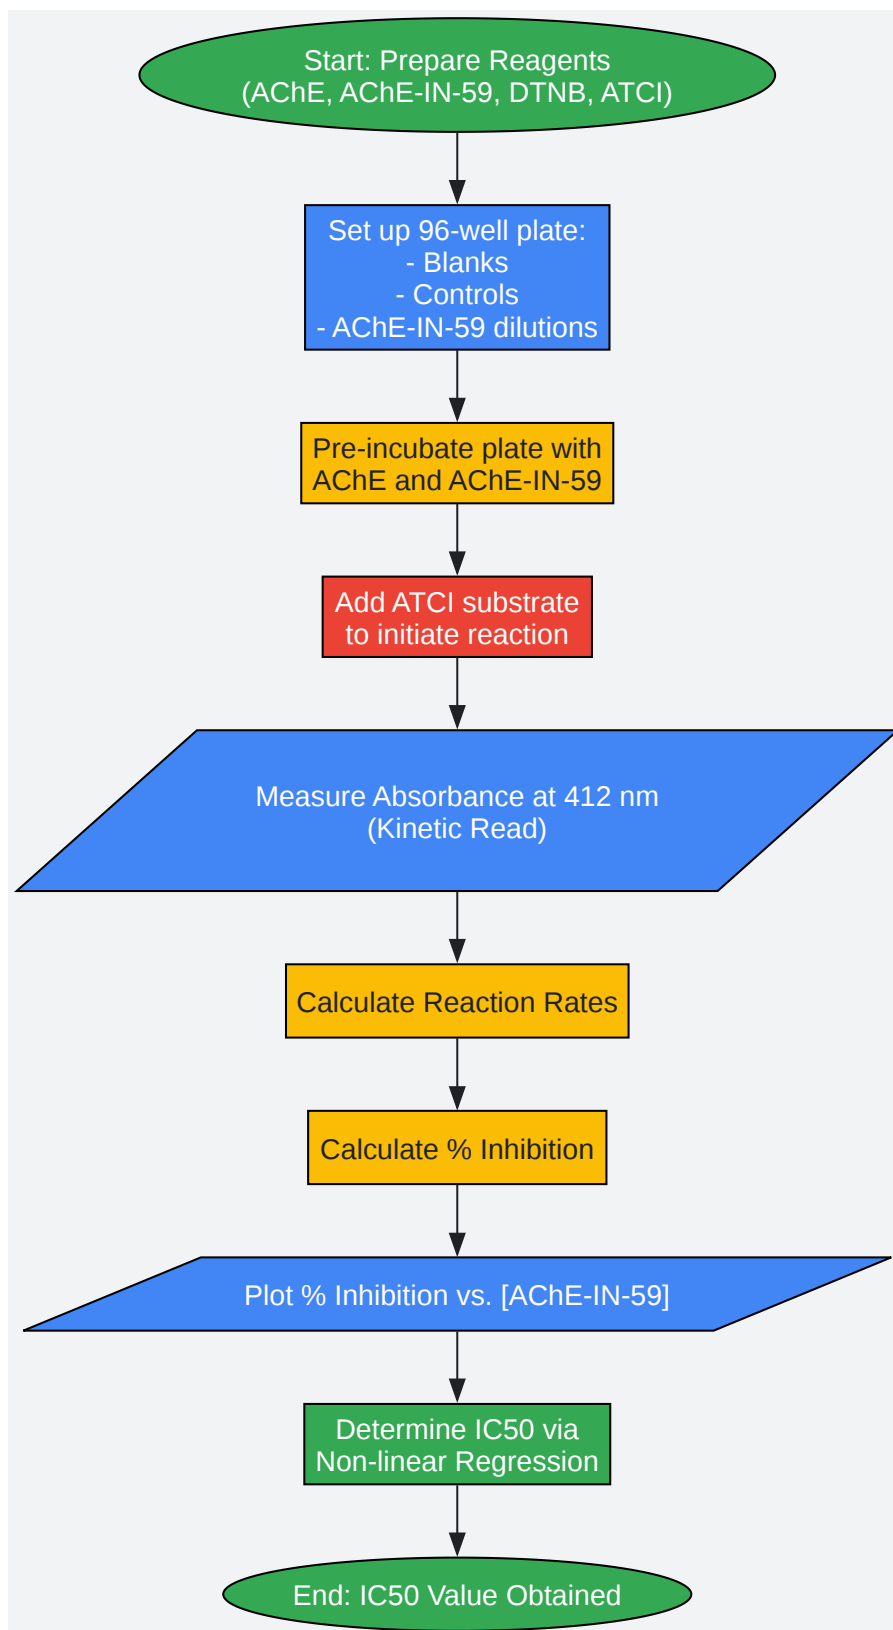 Start: Prepare Reagents
(AChE, AChE-IN-59, DTNB, ATCI)
Set up 96-well plate:
- Blanks
- Controls
- AChE-IN-59 dilutions
Pre-incubate plate with
AChE and AChE-IN-59
Add ATCI substrate
to initiate reaction
Measure Absorbance at 412 nm
(Kinetic Read)
Calculate Reaction Rates
Calculate % Inhibition
Plot % Inhibition vs. [AChE-IN-59]
Determine IC50 via
Non-linear Regression
End: IC50 Value Obtained